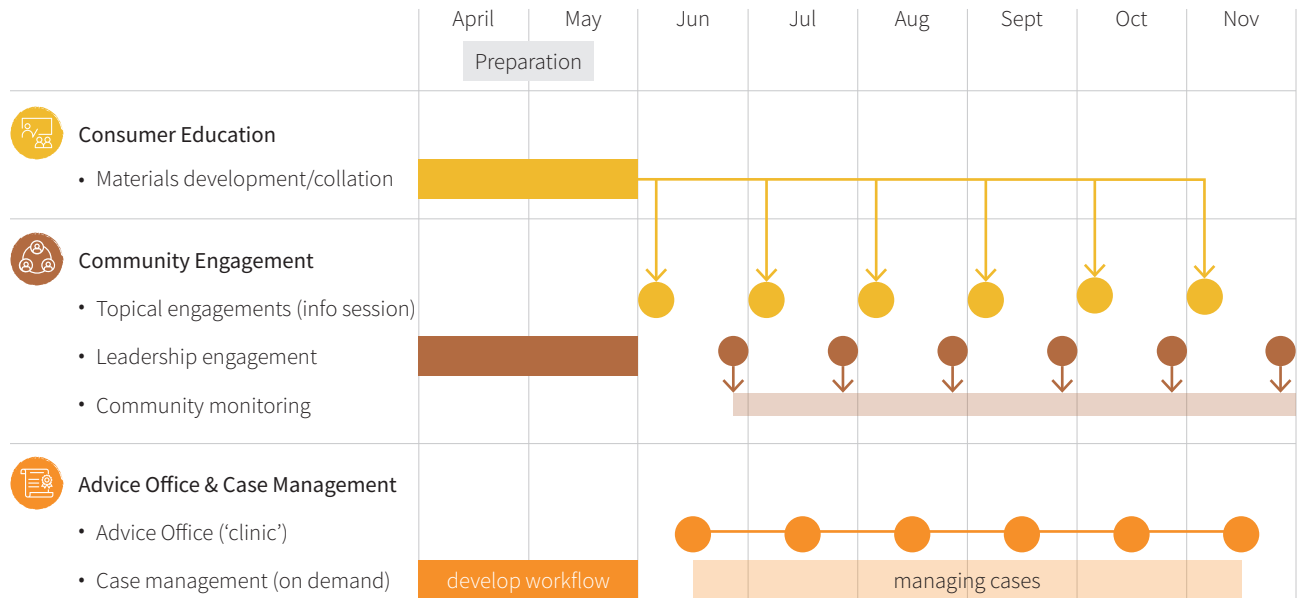 April May Jun Jul Aug Sept Oct Nov
Preparation
Consumer Education
• Materials development/collation
Community Engagement
• Topical engagements (info session)
• Leadership engagement
• Community monitoring
Advice Office & Case Management
• Advice Office (‘clinic’)
• Case management (on demand) develop workflow managing cases